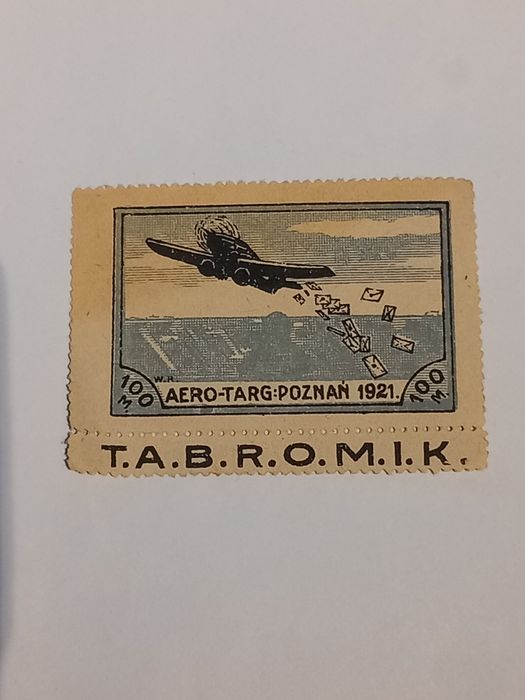 W.R.
100 M AERO-TARG:POZNAŃ 1921. 100 M.
T.A.B.R.O.M.I.K.